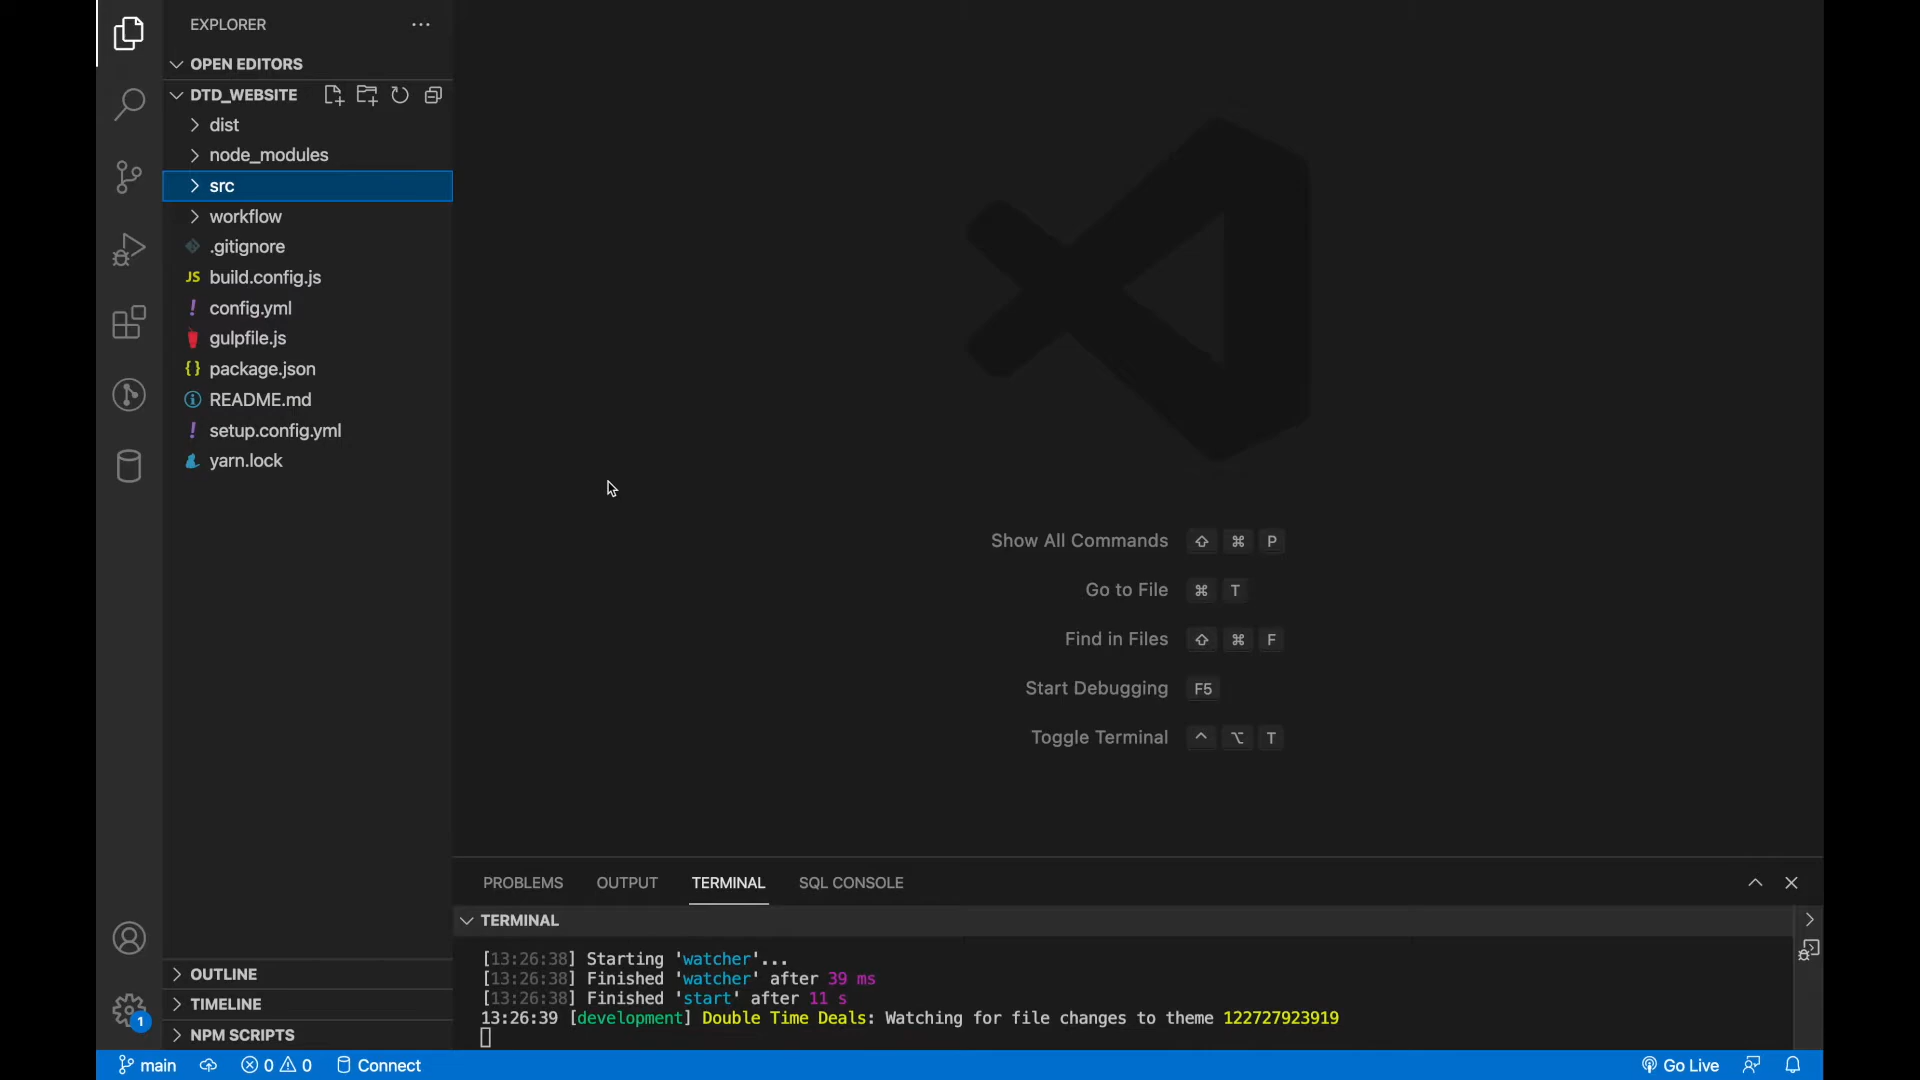 EXPLORER
OPEN EDITORS
DTD_WEBSITE
dist
node_modules
src
workflow
.gitignore
JS build.config.js
! config.yml
gulpfile.js
{} package.json
README.md
! setup.config.yml
yarn.lock
Show All Commands ⇧ ⌘ P
Go to File ⌘ T
Find in Files ⇧ ⌘ F
Start Debugging F5
Toggle Terminal ^ ⌥ T
PROBLEMS OUTPUT TERMINAL SQL CONSOLE
TERMINAL
[13:26:38] Starting 'watcher'...
[13:26:38] Finished 'watcher' after 39 ms
[13:26:38] Finished 'start' after 11 s
13:26:39 [development] Double Time Deals: Watching for file changes to theme 122727923919
OUTLINE
TIMELINE
NPM SCRIPTS
1
main 0 0 Connect Go Live